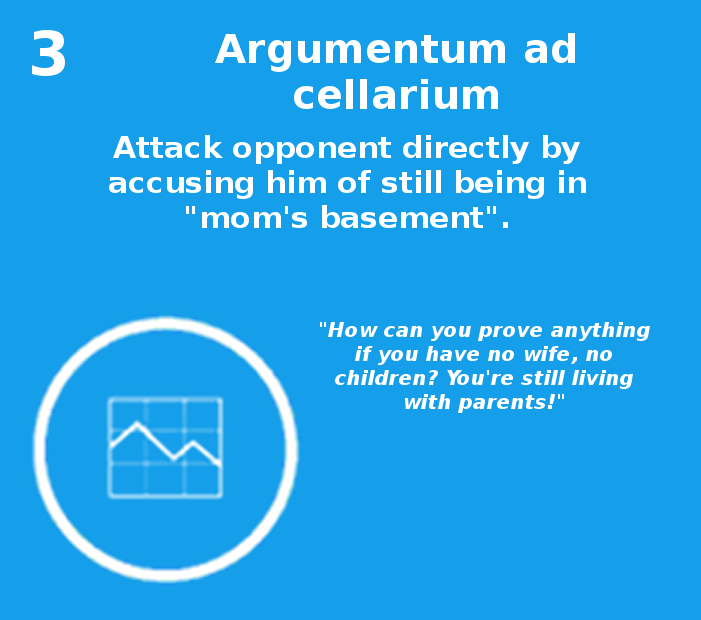 3
Argumentum ad
cellarium
Attack opponent directly by
accusing him of still being in
"mom's basement".
"How can you prove anything
if you have no wife, no
children? You're still living
with parents!"